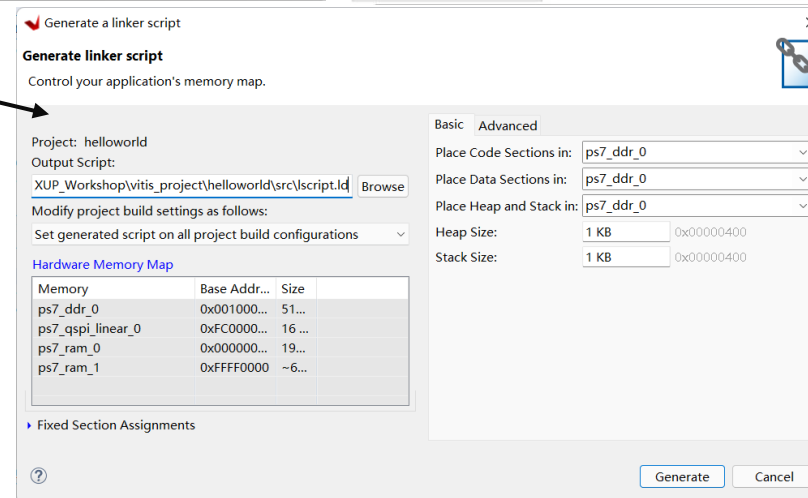 Generate a linker script
Generate linker script
Control your application's memory map.
Project: helloworld
Output Script:
XUP_Workshop\vitis_project\helloworld\src\lscript.ld Browse
Modify project build settings as follows:
Set generated script on all project build configurations
Hardware Memory Map
Memory Base Addr... Size
ps7_ddr_0 0x001000... 51...
ps7_qspi_linear_0 0xFC0000... 16 ...
ps7_ram_0 0x000000... 19...
ps7_ram_1 0xFFFF0000 ~6...
Fixed Section Assignments
Basic Advanced
Place Code Sections in: ps7_ddr_0
Place Data Sections in: ps7_ddr_0
Place Heap and Stack in: ps7_ddr_0
Heap Size: 1 KB 0x00000400
Stack Size: 1 KB 0x00000400
? Generate Cancel